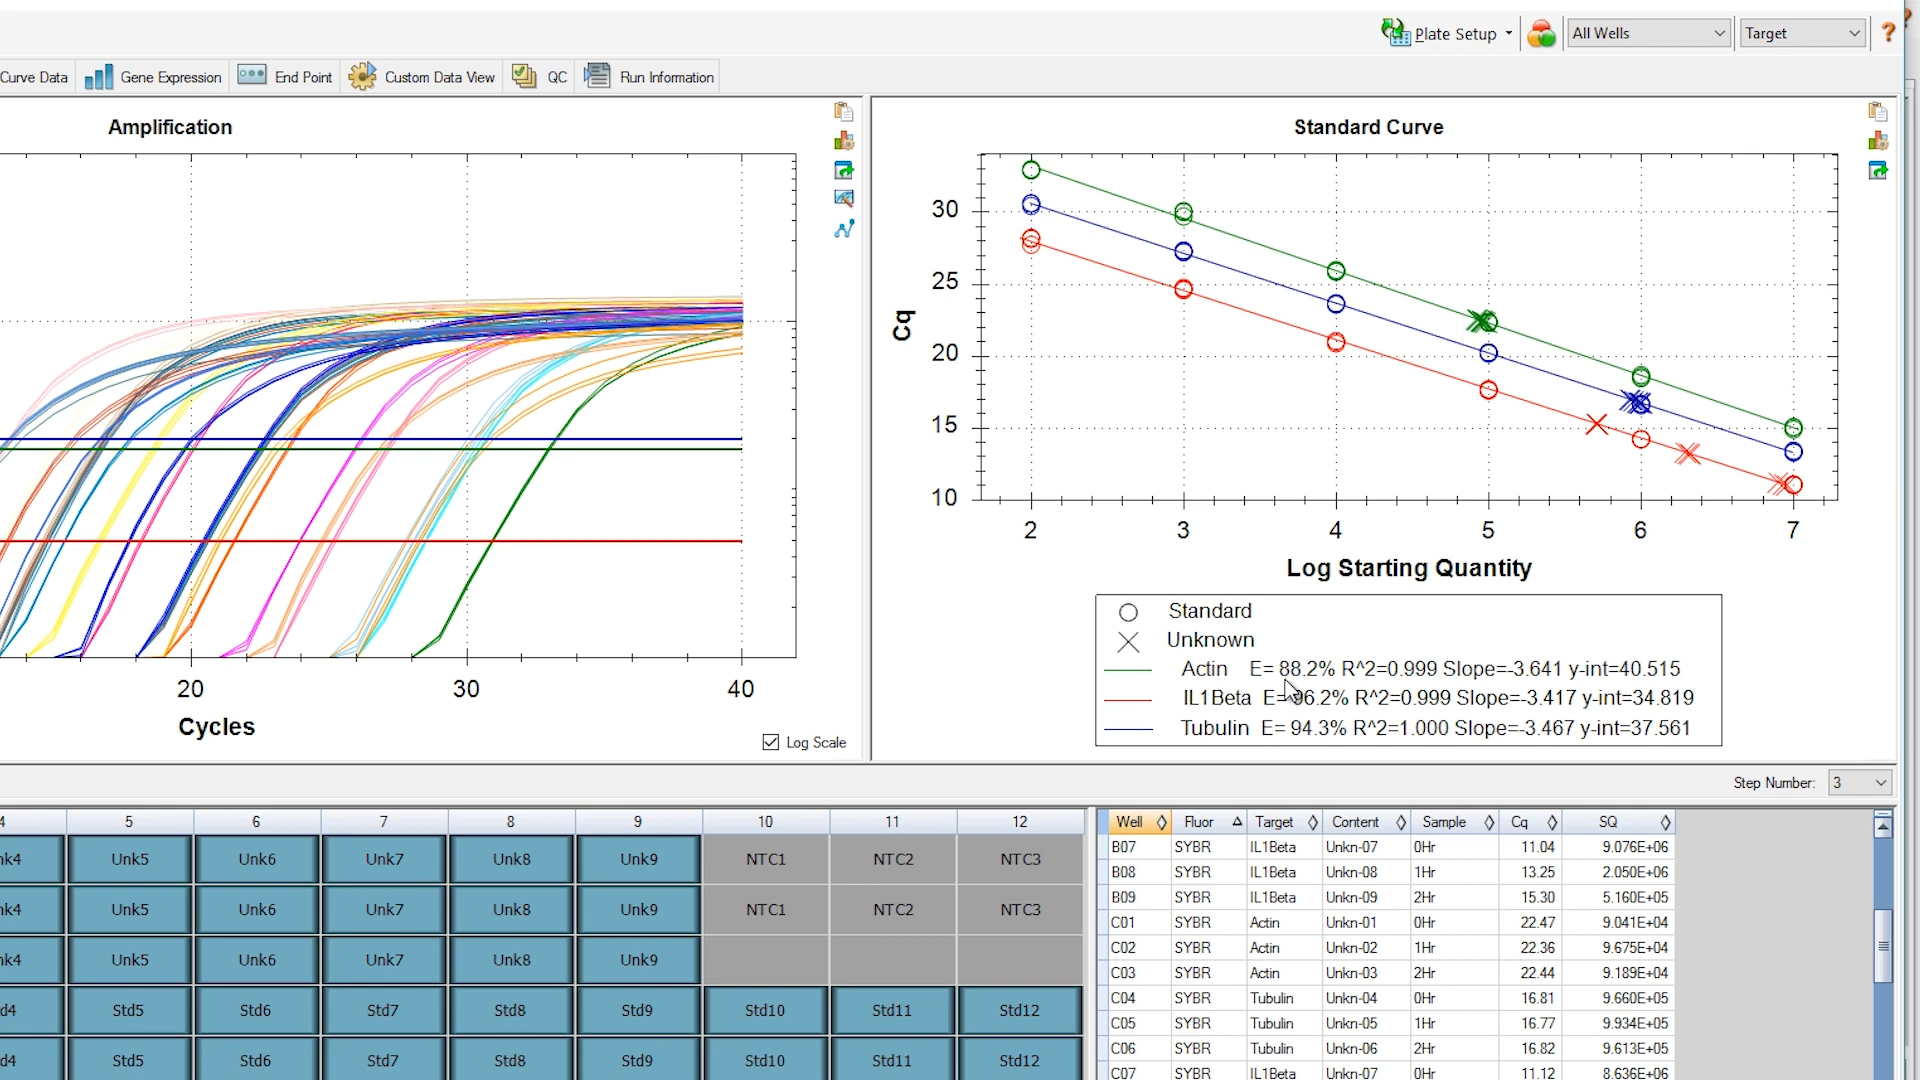 Plate Setup All Wells Target
Curve Data Gene Expression End Point Custom Data View QC Run Information
Amplification
20 30 40
Cycles
Log Scale
Standard Curve
Cq
30
25
20
15
10
2 3 4 5 6 7
Log Starting Quantity
Standard
Unknown
Actin E= 88.2% R^2=0.999 Slope=-3.641 y-int=40.515
IL1Beta E= 96.2% R^2=0.999 Slope=-3.417 y-int=34.819
Tubulin E= 94.3% R^2=1.000 Slope=-3.467 y-int=37.561
Step Number: 3
4 5 6 7 8 9 10 11 12
nk4 Unk5 Unk6 Unk7 Unk8 Unk9 NTC1 NTC2 NTC3
nk4 Unk5 Unk6 Unk7 Unk8 Unk9 NTC1 NTC2 NTC3
nk4 Unk5 Unk6 Unk7 Unk8 Unk9
d4 Std5 Std6 Std7 Std8 Std9 Std10 Std11 Std12
d4 Std5 Std6 Std7 Std8 Std9 Std10 Std11 Std12
Well Fluor Target Content Sample Cq SQ
B07 SYBR IL1Beta Unkn-07 0Hr 11.04 9.076E+06
B08 SYBR IL1Beta Unkn-08 1Hr 13.25 2.050E+06
B09 SYBR IL1Beta Unkn-09 2Hr 15.30 5.160E+05
C01 SYBR Actin Unkn-01 0Hr 22.47 9.041E+04
C02 SYBR Actin Unkn-02 1Hr 22.36 9.675E+04
C03 SYBR Actin Unkn-03 2Hr 22.44 9.189E+04
C04 SYBR Tubulin Unkn-04 0Hr 16.81 9.660E+05
C05 SYBR Tubulin Unkn-05 1Hr 16.77 9.934E+05
C06 SYBR Tubulin Unkn-06 2Hr 16.82 9.613E+05
C07 SYBR IL1Beta Unkn-07 0Hr 11.12 8.636E+06